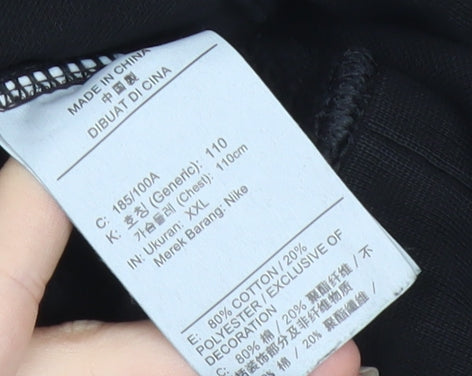 MADE IN CHINA
中国製
DIBUAT DI CINA
C: 185/100A
K: 호칭 (Generic): 110
가슴둘레 (Chest): 110cm
IN: Ukuran: XXL
Merek Barang: Nike
E: 80% COTTON / 20%
POLYESTER / EXCLUSIVE OF
DECORATION
C: 80% 棉 / 20% 聚酯纤维 / 不
包括装饰部分及非纤维物质
棉 / 20% 聚酯纖維 /